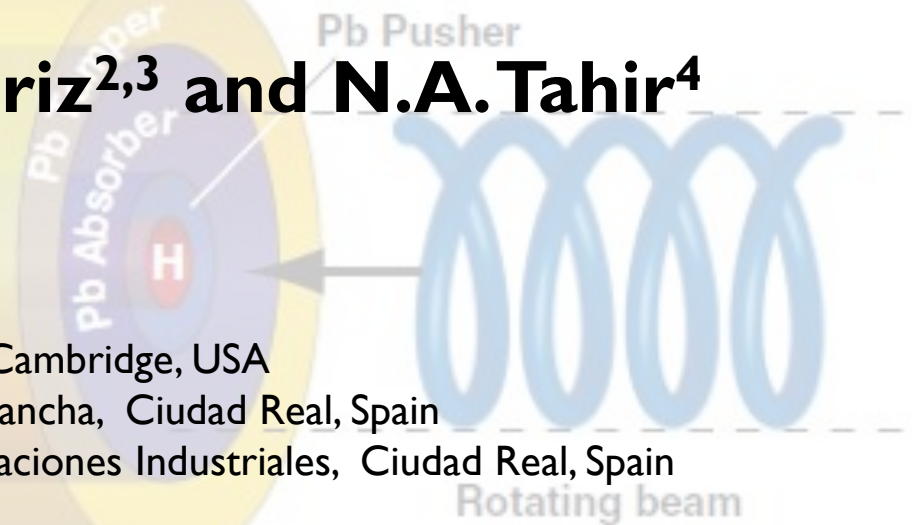 Pb Pusher
riz2,3 and N.A. Tahir4
Pb
Absorber
Pb
H
Cambridge, USA
ancha, Ciudad Real, Spain
aciones Industriales, Ciudad Real, Spain
Rotating beam